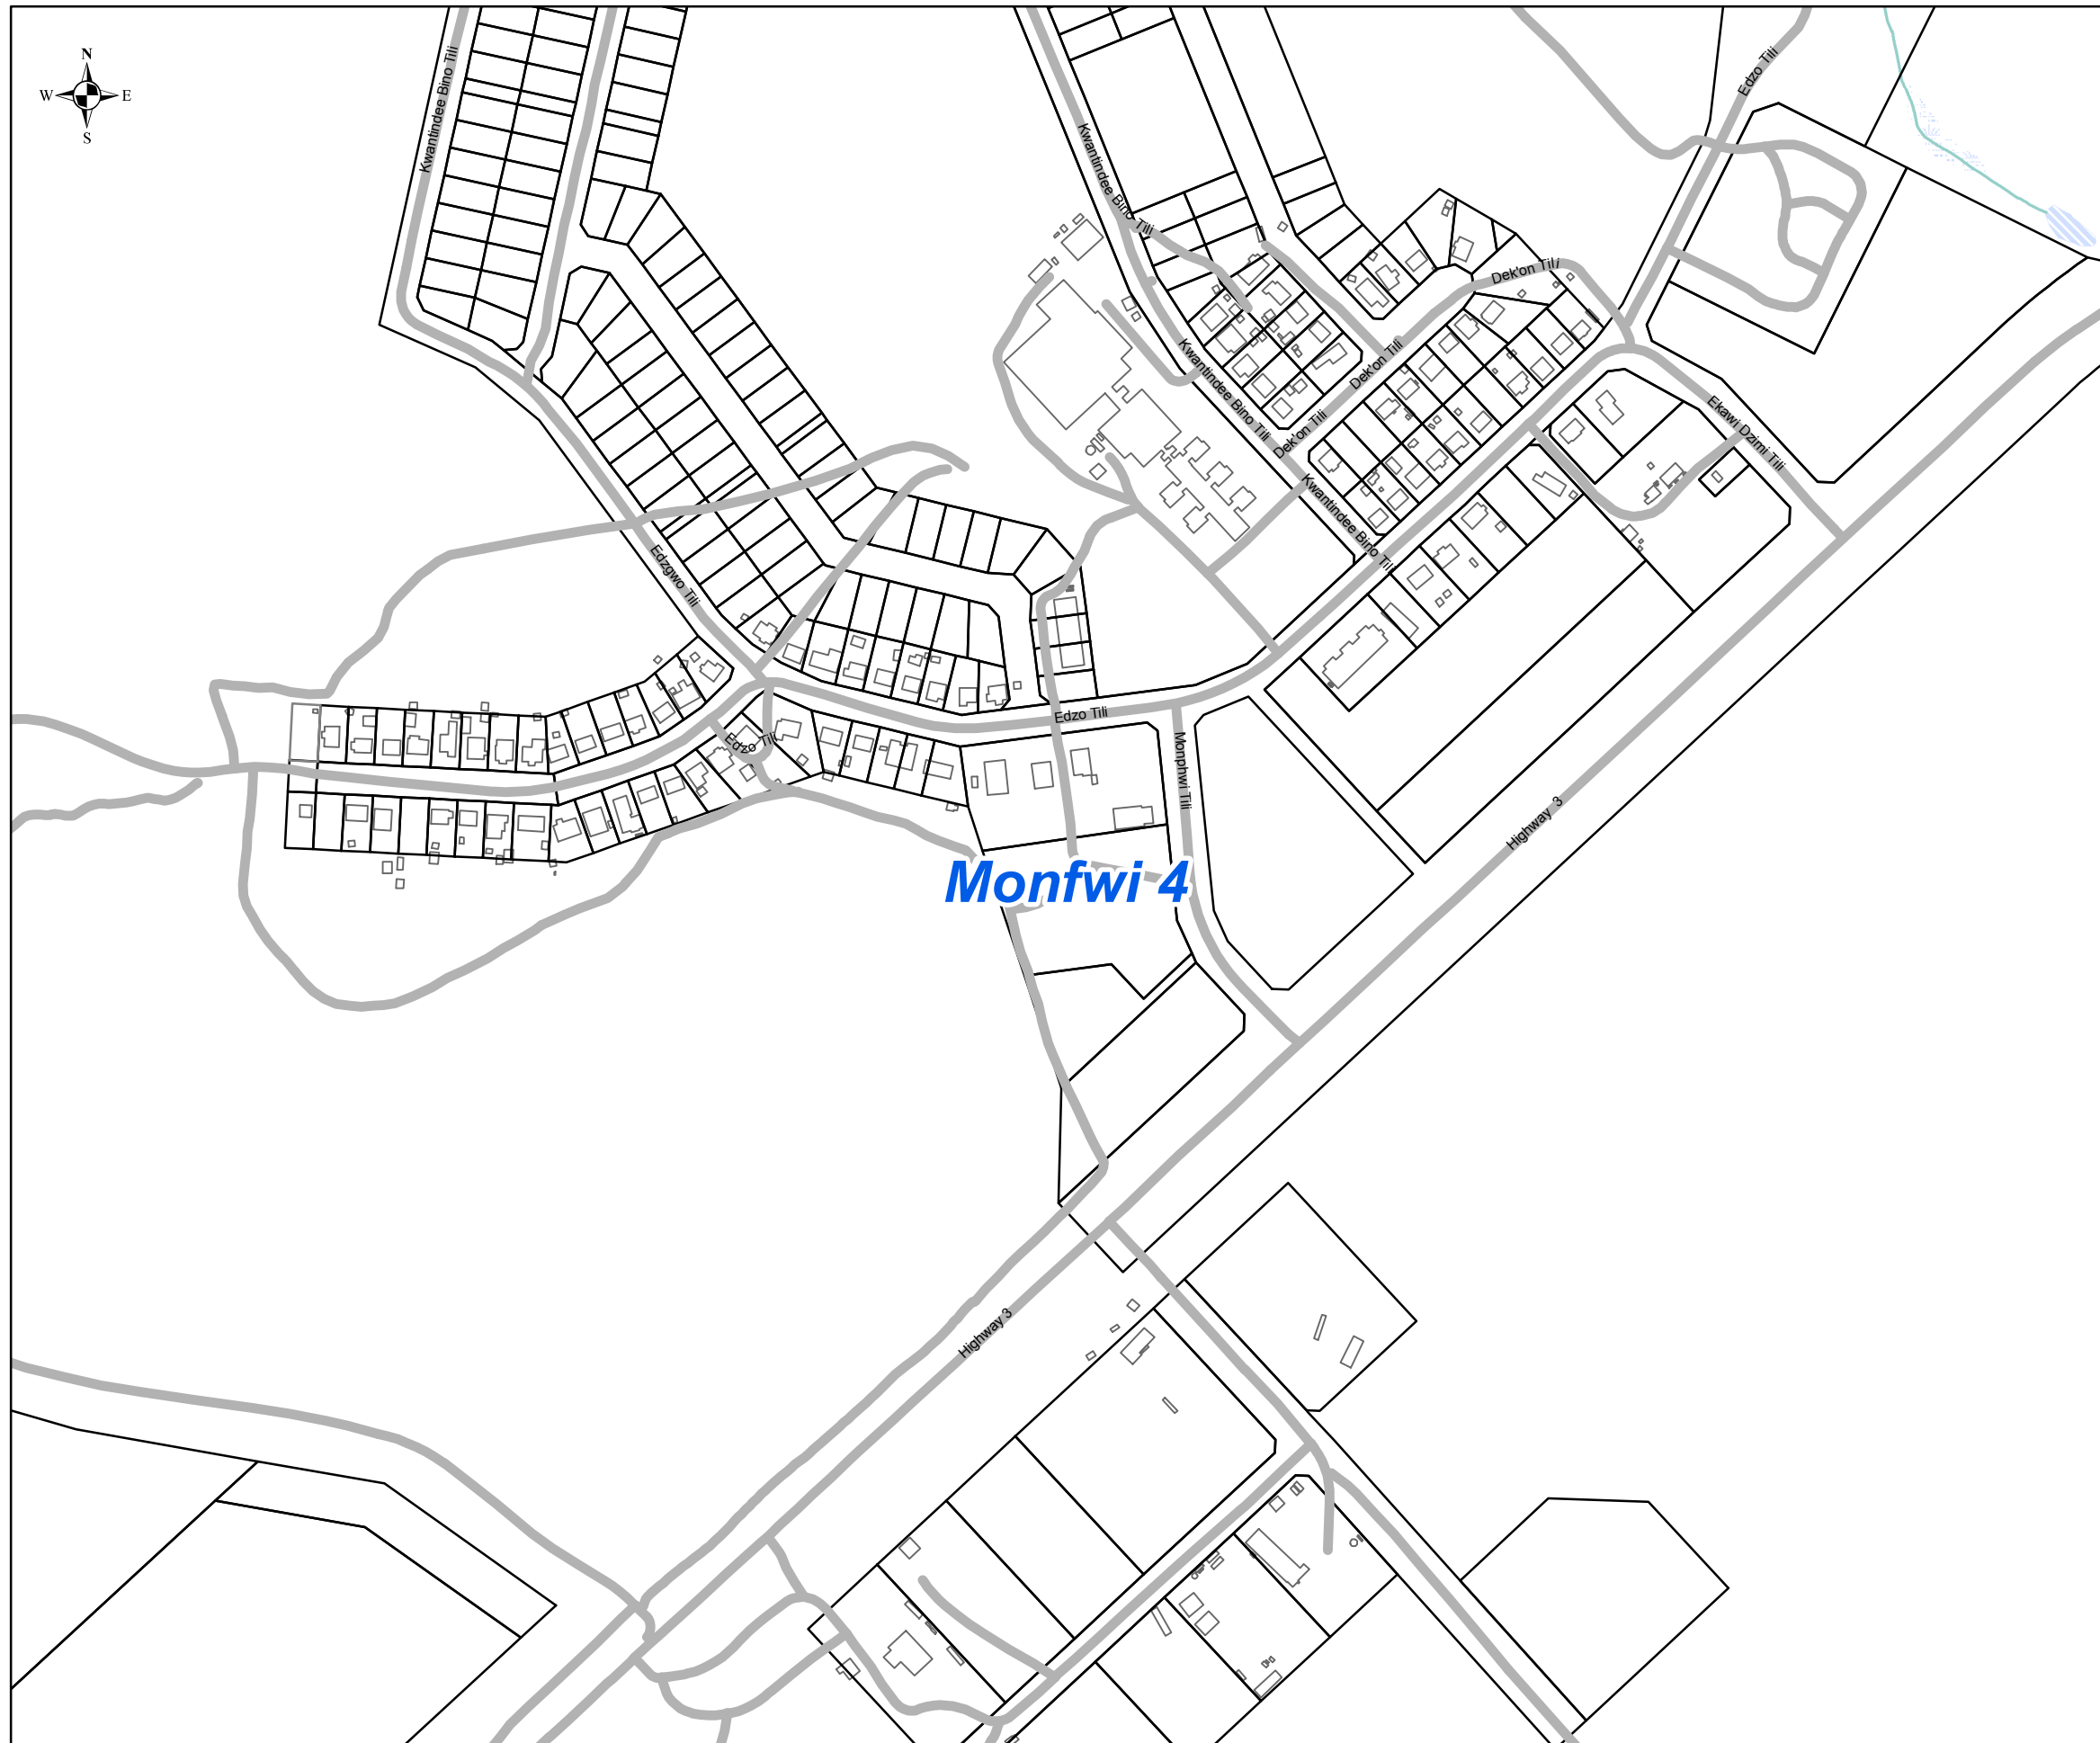 N
W E
S
Kwantindee Bino Tili
Edzo Tili
Kwantindee Bino Tili
Dek'on Tili
Dek'on Tili
Kwantindee Bino Tili
Dek'on Tili
Ekawi Dzimi Tili
Kwantindee Bino Tili
Edzgwo Tili
Edzo Tili
Edzo Tili
Monphwi Tili
Highway 3
Monfwi 4
Highway 3